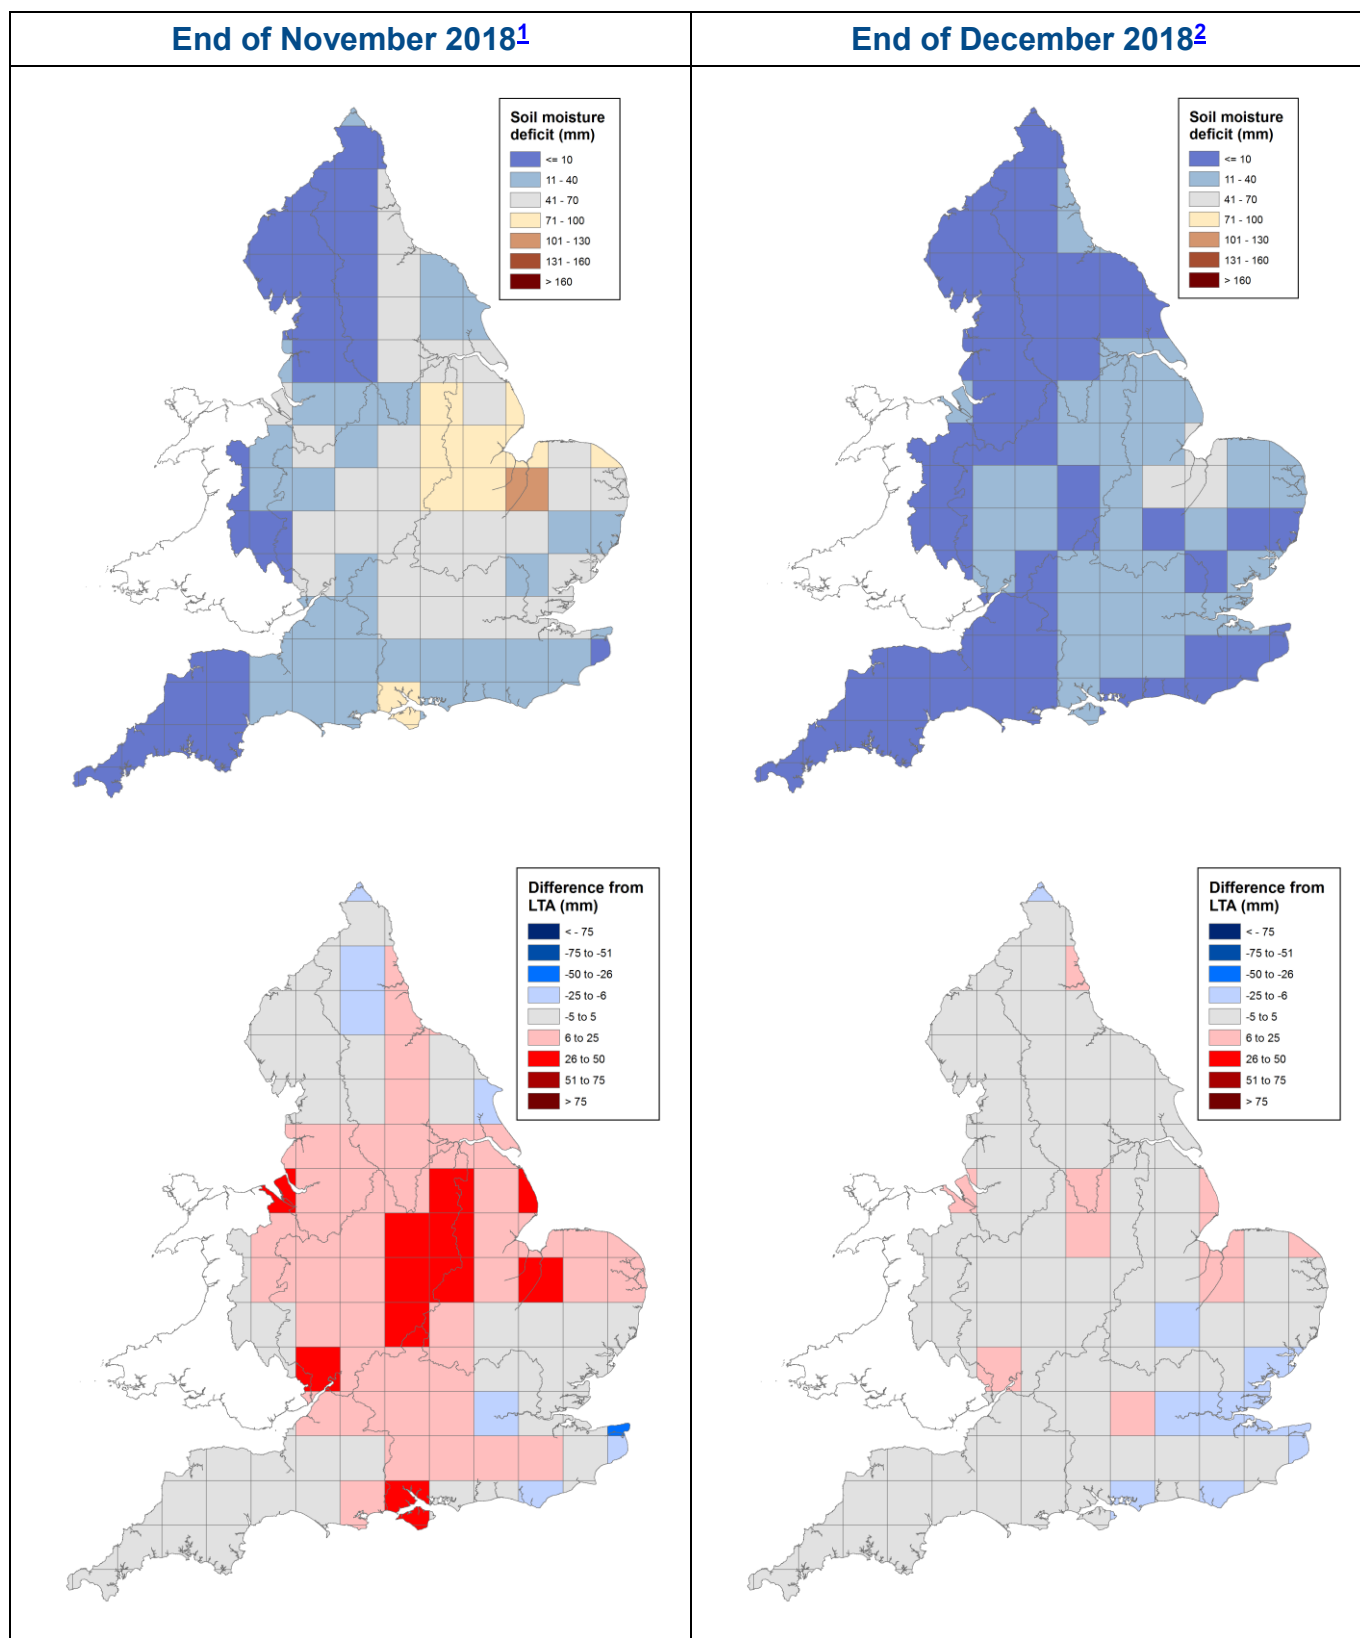 End of November 2018¹
End of December 2018²
Soil moisture
deficit (mm)
<= 10
11 - 40
41 - 70
71 - 100
101 - 130
131 - 160
> 160
Soil moisture
deficit (mm)
<= 10
11 - 40
41 - 70
71 - 100
101 - 130
131 - 160
> 160
Difference from
LTA (mm)
< - 75
-75 to -51
-50 to -26
-25 to -6
-5 to 5
6 to 25
26 to 50
51 to 75
> 75
Difference from
LTA (mm)
< - 75
-75 to -51
-50 to -26
-25 to -6
-5 to 5
6 to 25
26 to 50
51 to 75
> 75